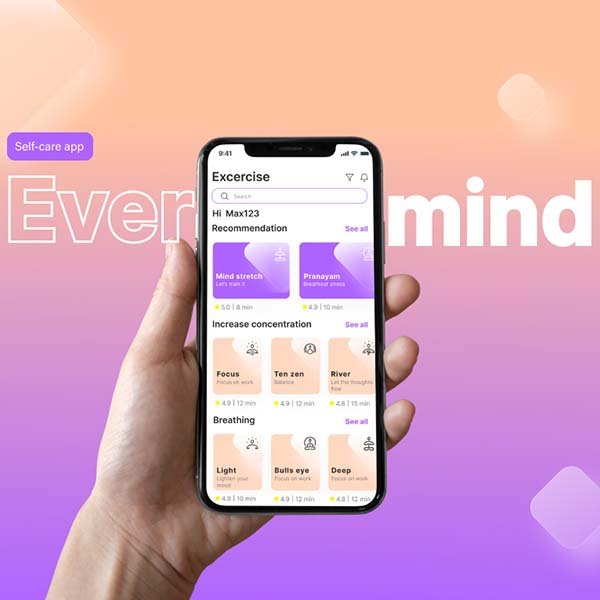 Self-care app
Ever mind
9:41
Excercise
Search
Hi Max123
Recommendation See all
Mind stretch Pranayam
Let's train it Breathout stress
5.0 | 8 min 4.9 | 10 min
Increase concentration See all
Focus Ten zen River
Focus on work Balance Let the thoughts
flow
4.9 | 12 min 4.9 | 12 min 4.8 | 15 min
Breathing See all
Light Bulls eye Deep
Lighten your Focus on work Focus on work
mood
4.9 | 10 min 4.9 | 12 min 4.8 | 12 min